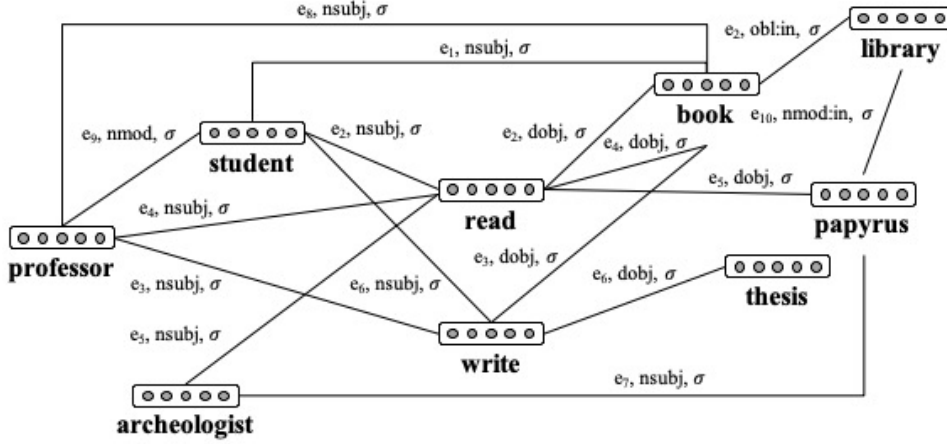 e8, nsubj, σ
e2, obl:in, σ
library
e1, nsubj, σ
book
e10, nmod:in, σ
e9, nmod, σ
student
e2, nsubj, σ
e2, dobj, σ
e4, dobj, σ
e5, dobj, σ
read
papyrus
e4, nsubj, σ
professor
e3, nsubj, σ
e6, nsubj, σ
e3, dobj, σ
e6, dobj, σ
thesis
e5, nsubj, σ
write
e7, nsubj, σ
archeologist